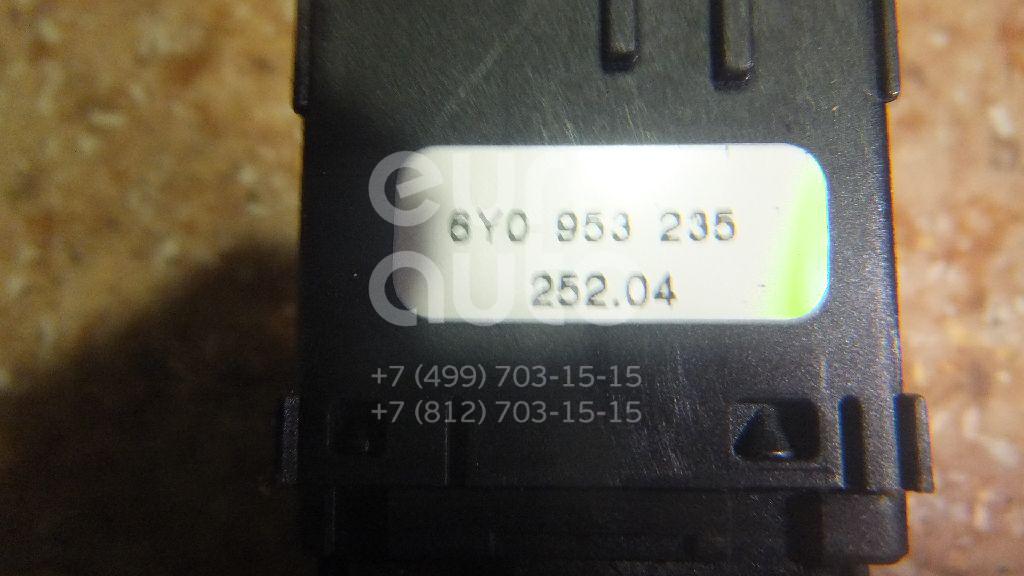 euro
auto
6Y0 953 235
252.04
+7 (499) 703-15-15
+7 (812) 703-15-15